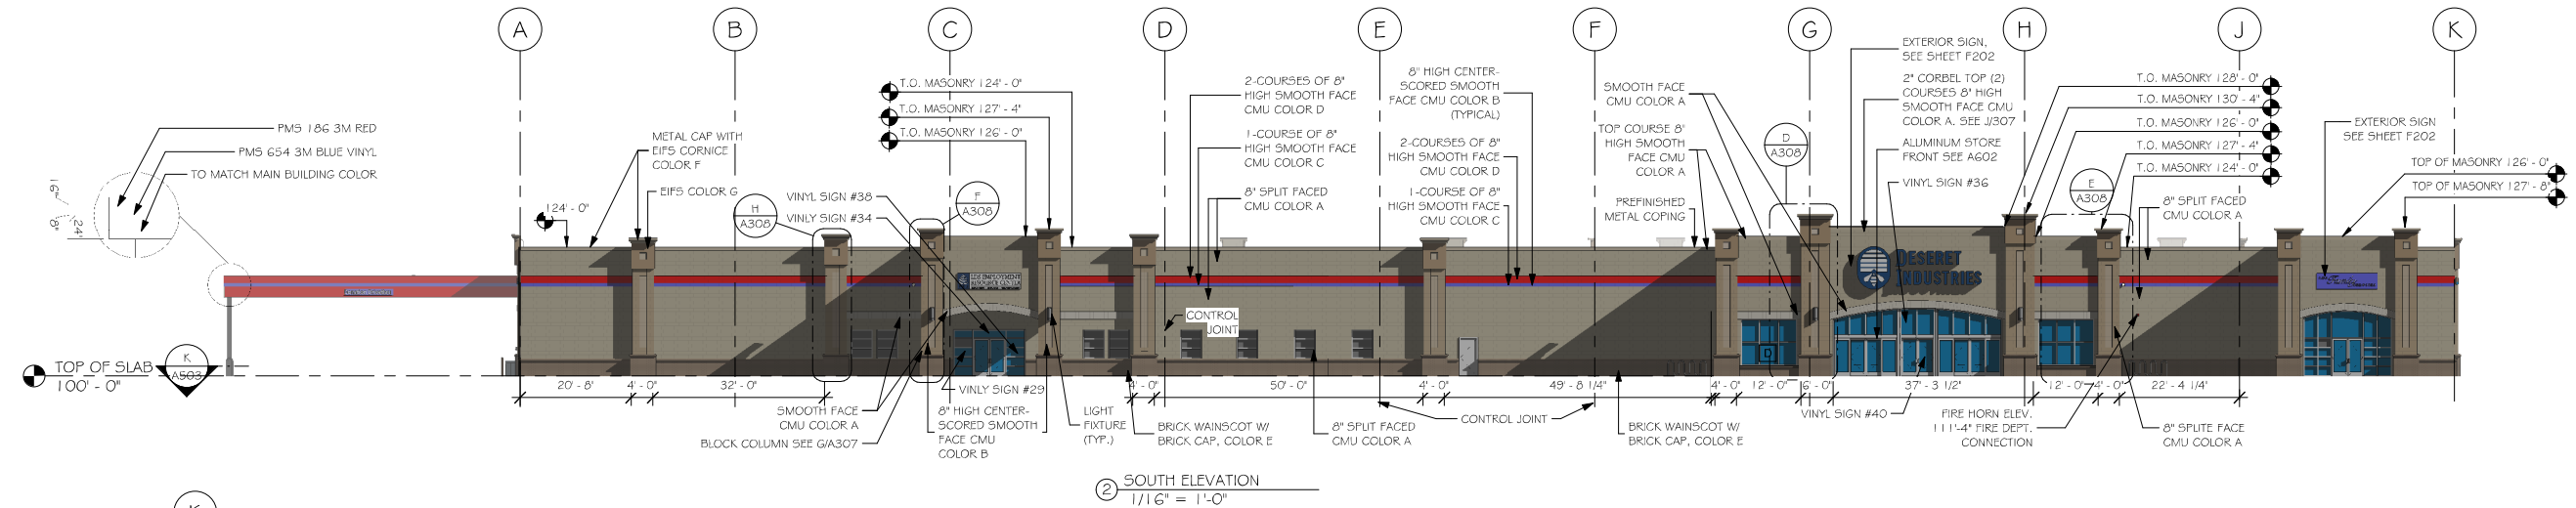 A
B
C
D
E
F
G
H
J
K
PMS 186 3M RED
PMS 654 3M BLUE VINYL
TO MATCH MAIN BUILDING COLOR
16"
24"
8"
METAL CAP WITH
EIFS CORNICE
COLOR F
EIFS COLOR G
124' - 0"
H
A308
VINYL SIGN #38
VINLY SIGN #34
F
A308
T.O. MASONRY 124' - 0"
T.O. MASONRY 127' - 4"
T.O. MASONRY 126' - 0"
2-COURSES OF 8"
HIGH SMOOTH FACE
CMU COLOR D
1-COURSE OF 8"
HIGH SMOOTH FACE
CMU COLOR C
8" SPLIT FACED
CMU COLOR A
8" HIGH CENTER-
SCORED SMOOTH
FACE CMU COLOR B
(TYPICAL)
2-COURSES OF 8"
HIGH SMOOTH FACE
CMU COLOR D
1-COURSE OF 8"
HIGH SMOOTH FACE
CMU COLOR C
SMOOTH FACE
CMU COLOR A
TOP COURSE 8"
HIGH SMOOTH
FACE CMU
COLOR A
PREFINISHED
METAL COPING
D
A308
EXTERIOR SIGN,
SEE SHEET F202
2" CORBEL TOP (2)
COURSES 8" HIGH
SMOOTH FACE CMU
COLOR A. SEE J/307
ALUMINUM STORE
FRONT SEE A602
VINYL SIGN #36
T.O. MASONRY 128' - 0"
T.O. MASONRY 130' - 4"
T.O. MASONRY 126' - 0"
T.O. MASONRY 127' - 4"
T.O. MASONRY 124' - 0"
E
A308
8" SPLIT FACED
CMU COLOR A
EXTERIOR SIGN
SEE SHEET F202
TOP OF MASONRY 126' - 0"
TOP OF MASONRY 127' - 8"
LDS EMPLOYMENT
RESOURCE CENTER
DESERET
INDUSTRIES
CONTROL
JOINT
D
TOP OF SLAB
100' - 0"
K
A503
20' - 8"
4' - 0"
32' - 0"
4' - 0"
50' - 0"
4' - 0"
49' - 8 1/4"
4' - 0"
12' - 0"
6' - 0"
37' - 3 1/2"
12' - 0"
4' - 0"
22' - 4 1/4"
SMOOTH FACE
CMU COLOR A
BLOCK COLUMN SEE G/A307
VINLY SIGN #29
8" HIGH CENTER-
SCORED SMOOTH
FACE CMU
COLOR B
LIGHT
FIXTURE
(TYP.)
BRICK WAINSCOT W/
BRICK CAP, COLOR E
8" SPLIT FACED
CMU COLOR A
CONTROL JOINT
BRICK WAINSCOT W/
BRICK CAP, COLOR E
VINYL SIGN #40
FIRE HORN ELEV.
111'-4" FIRE DEPT.
CONNECTION
8" SPLITE FACE
CMU COLOR A
2
SOUTH ELEVATION
1/16" = 1'-0"